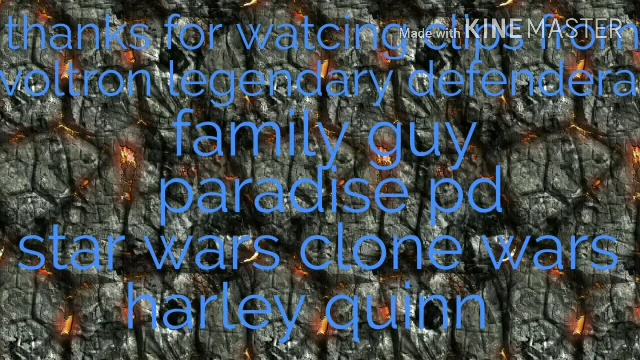 thanks for watcing clips from
Made with KINEMASTER
voltron legendary defendera
family guy
paradise pd
star wars clone wars
harley quinn